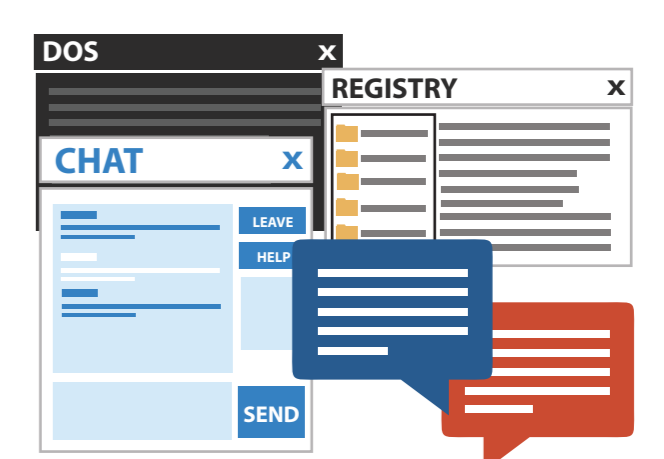 DOS X
REGISTRY X
CHAT X
LEAVE
HELP
SEND